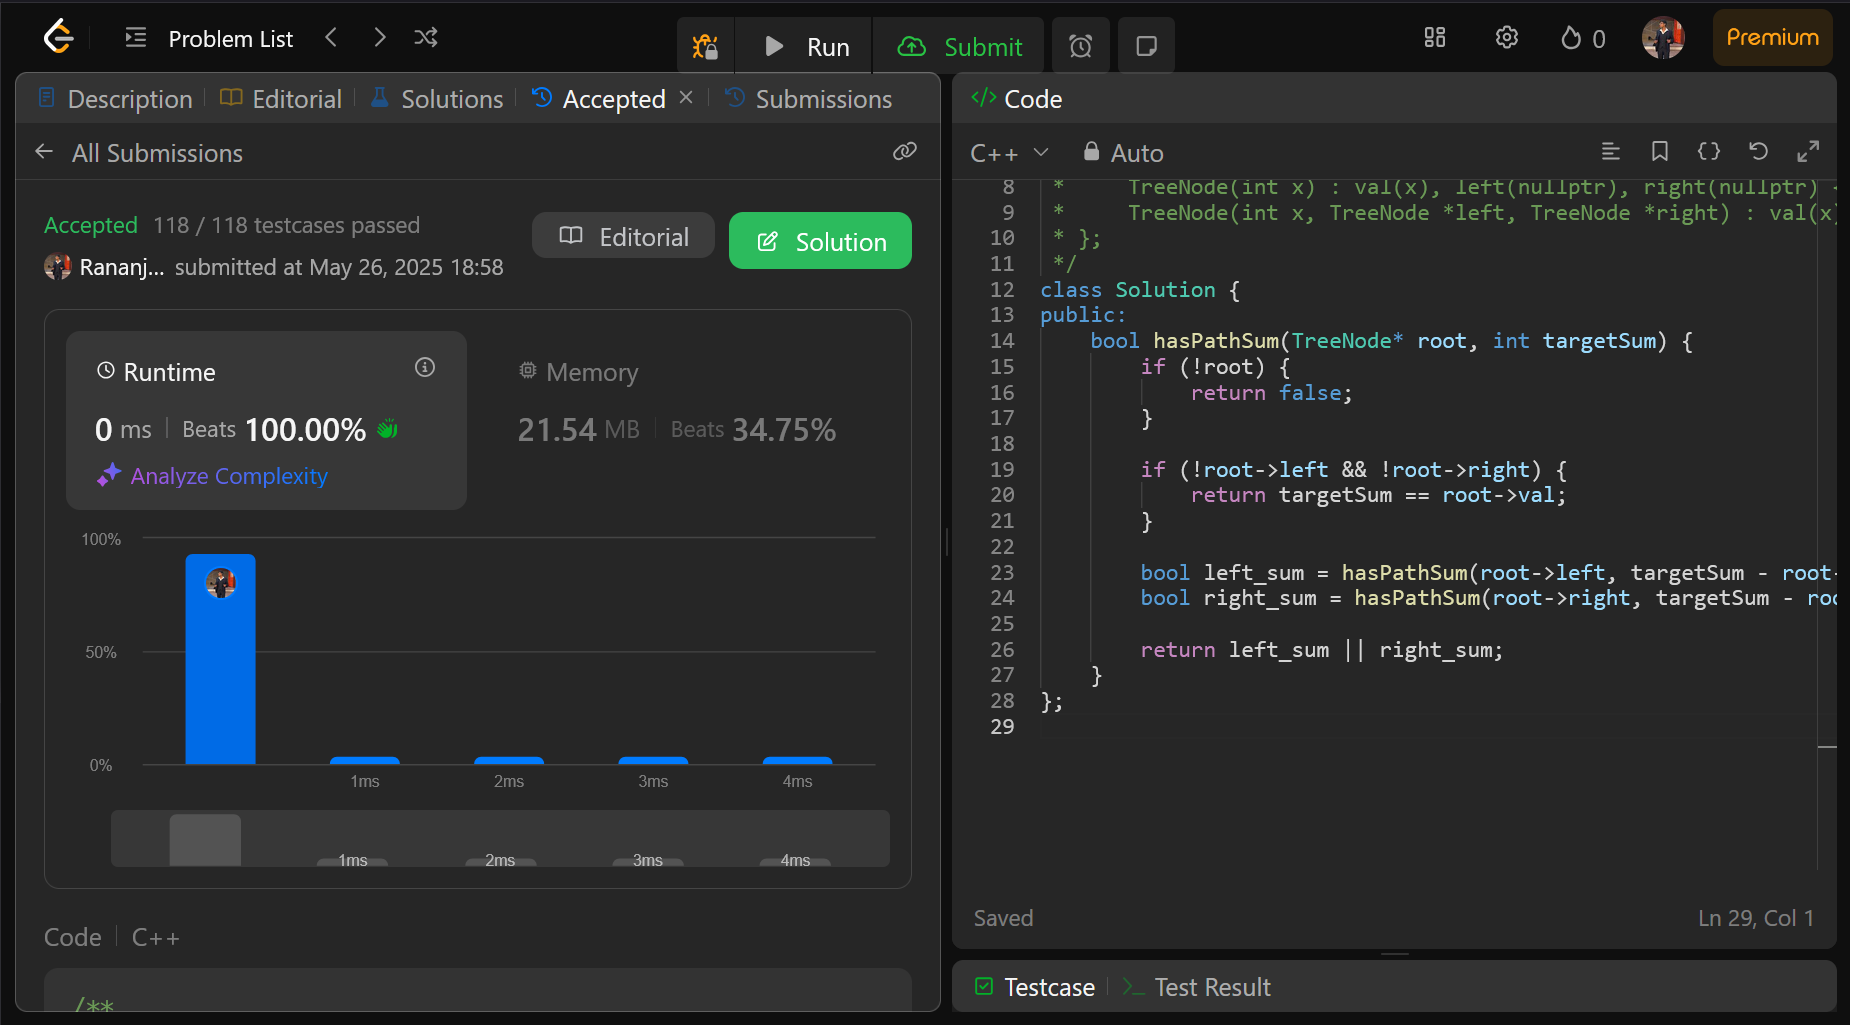 Problem List
Run
Submit
0
Premium
Description
Editorial
Solutions
Accepted
Submissions
All Submissions
Accepted 118 / 118 testcases passed
Rananj... submitted at May 26, 2025 18:58
Editorial
Solution
Runtime
0 ms Beats 100.00%
Analyze Complexity
Memory
21.54 MB Beats 34.75%
100%
50%
0%
1ms 2ms 3ms 4ms
1ms 2ms 3ms 4ms
Code C++
/**
</> Code
C++ Auto
8 * TreeNode(int x) : val(x), left(nullptr), right(nullptr) {
9 * TreeNode(int x, TreeNode *left, TreeNode *right) : val(x)
10 * };
11 */
12 class Solution {
13 public:
14 bool hasPathSum(TreeNode* root, int targetSum) {
15 if (!root) {
16 return false;
17 }
18
19 if (!root->left && !root->right) {
20 return targetSum == root->val;
21 }
22
23 bool left_sum = hasPathSum(root->left, targetSum - root-
24 bool right_sum = hasPathSum(root->right, targetSum - roo
25
26 return left_sum || right_sum;
27 }
28 };
29
Saved
Ln 29, Col 1
Testcase
Test Result